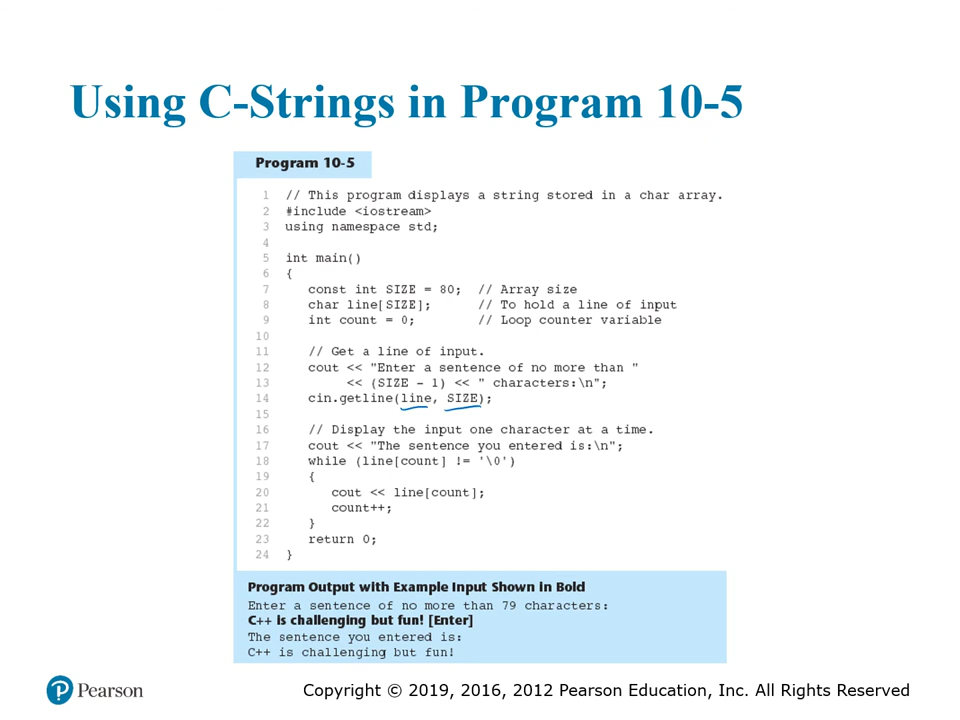 Using C-Strings in Program 10-5
Program 10-5
1 // This program displays a string stored in a char array.
2 #include <iostream>
3 using namespace std;
4
5 int main()
6 {
7 const int SIZE = 80; // Array size
8 char line[SIZE]; // To hold a line of input
9 int count = 0; // Loop counter variable
10
11 // Get a line of input.
12 cout << "Enter a sentence of no more than "
13 << (SIZE - 1) << " characters:\n";
14 cin.getline(line, SIZE);
15
16 // Display the input one character at a time.
17 cout << "The sentence you entered is:\n";
18 while (line[count] != '\0')
19 {
20 cout << line[count];
21 count++;
22 }
23 return 0;
24 }
Program Output with Example Input Shown in Bold
Enter a sentence of no more than 79 characters:
C++ is challenging but fun! [Enter]
The sentence you entered is:
C++ is challenging but fun!
P Pearson
Copyright © 2019, 2016, 2012 Pearson Education, Inc. All Rights Reserved